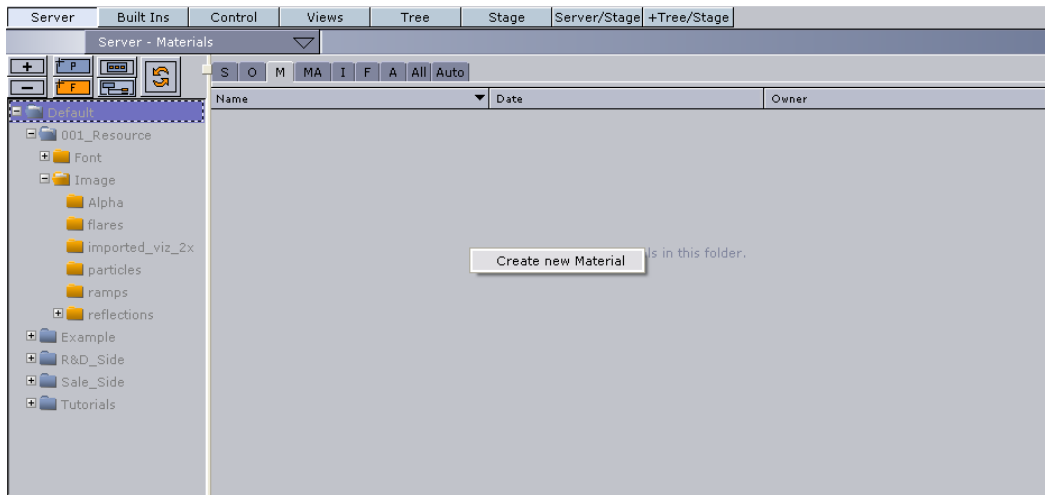 Server Built Ins Control Views Tree Stage Server/Stage +Tree/Stage
Server - Materials
+ P
S O M MA I F A All Auto
- F
Name Date Owner
Default
001_Resource
Font
Image
Alpha
flares
imported_viz_2x
particles
ramps
reflections
Example
R&D_Side
Sale_Side
Tutorials
Create new Material
ls in this folder.